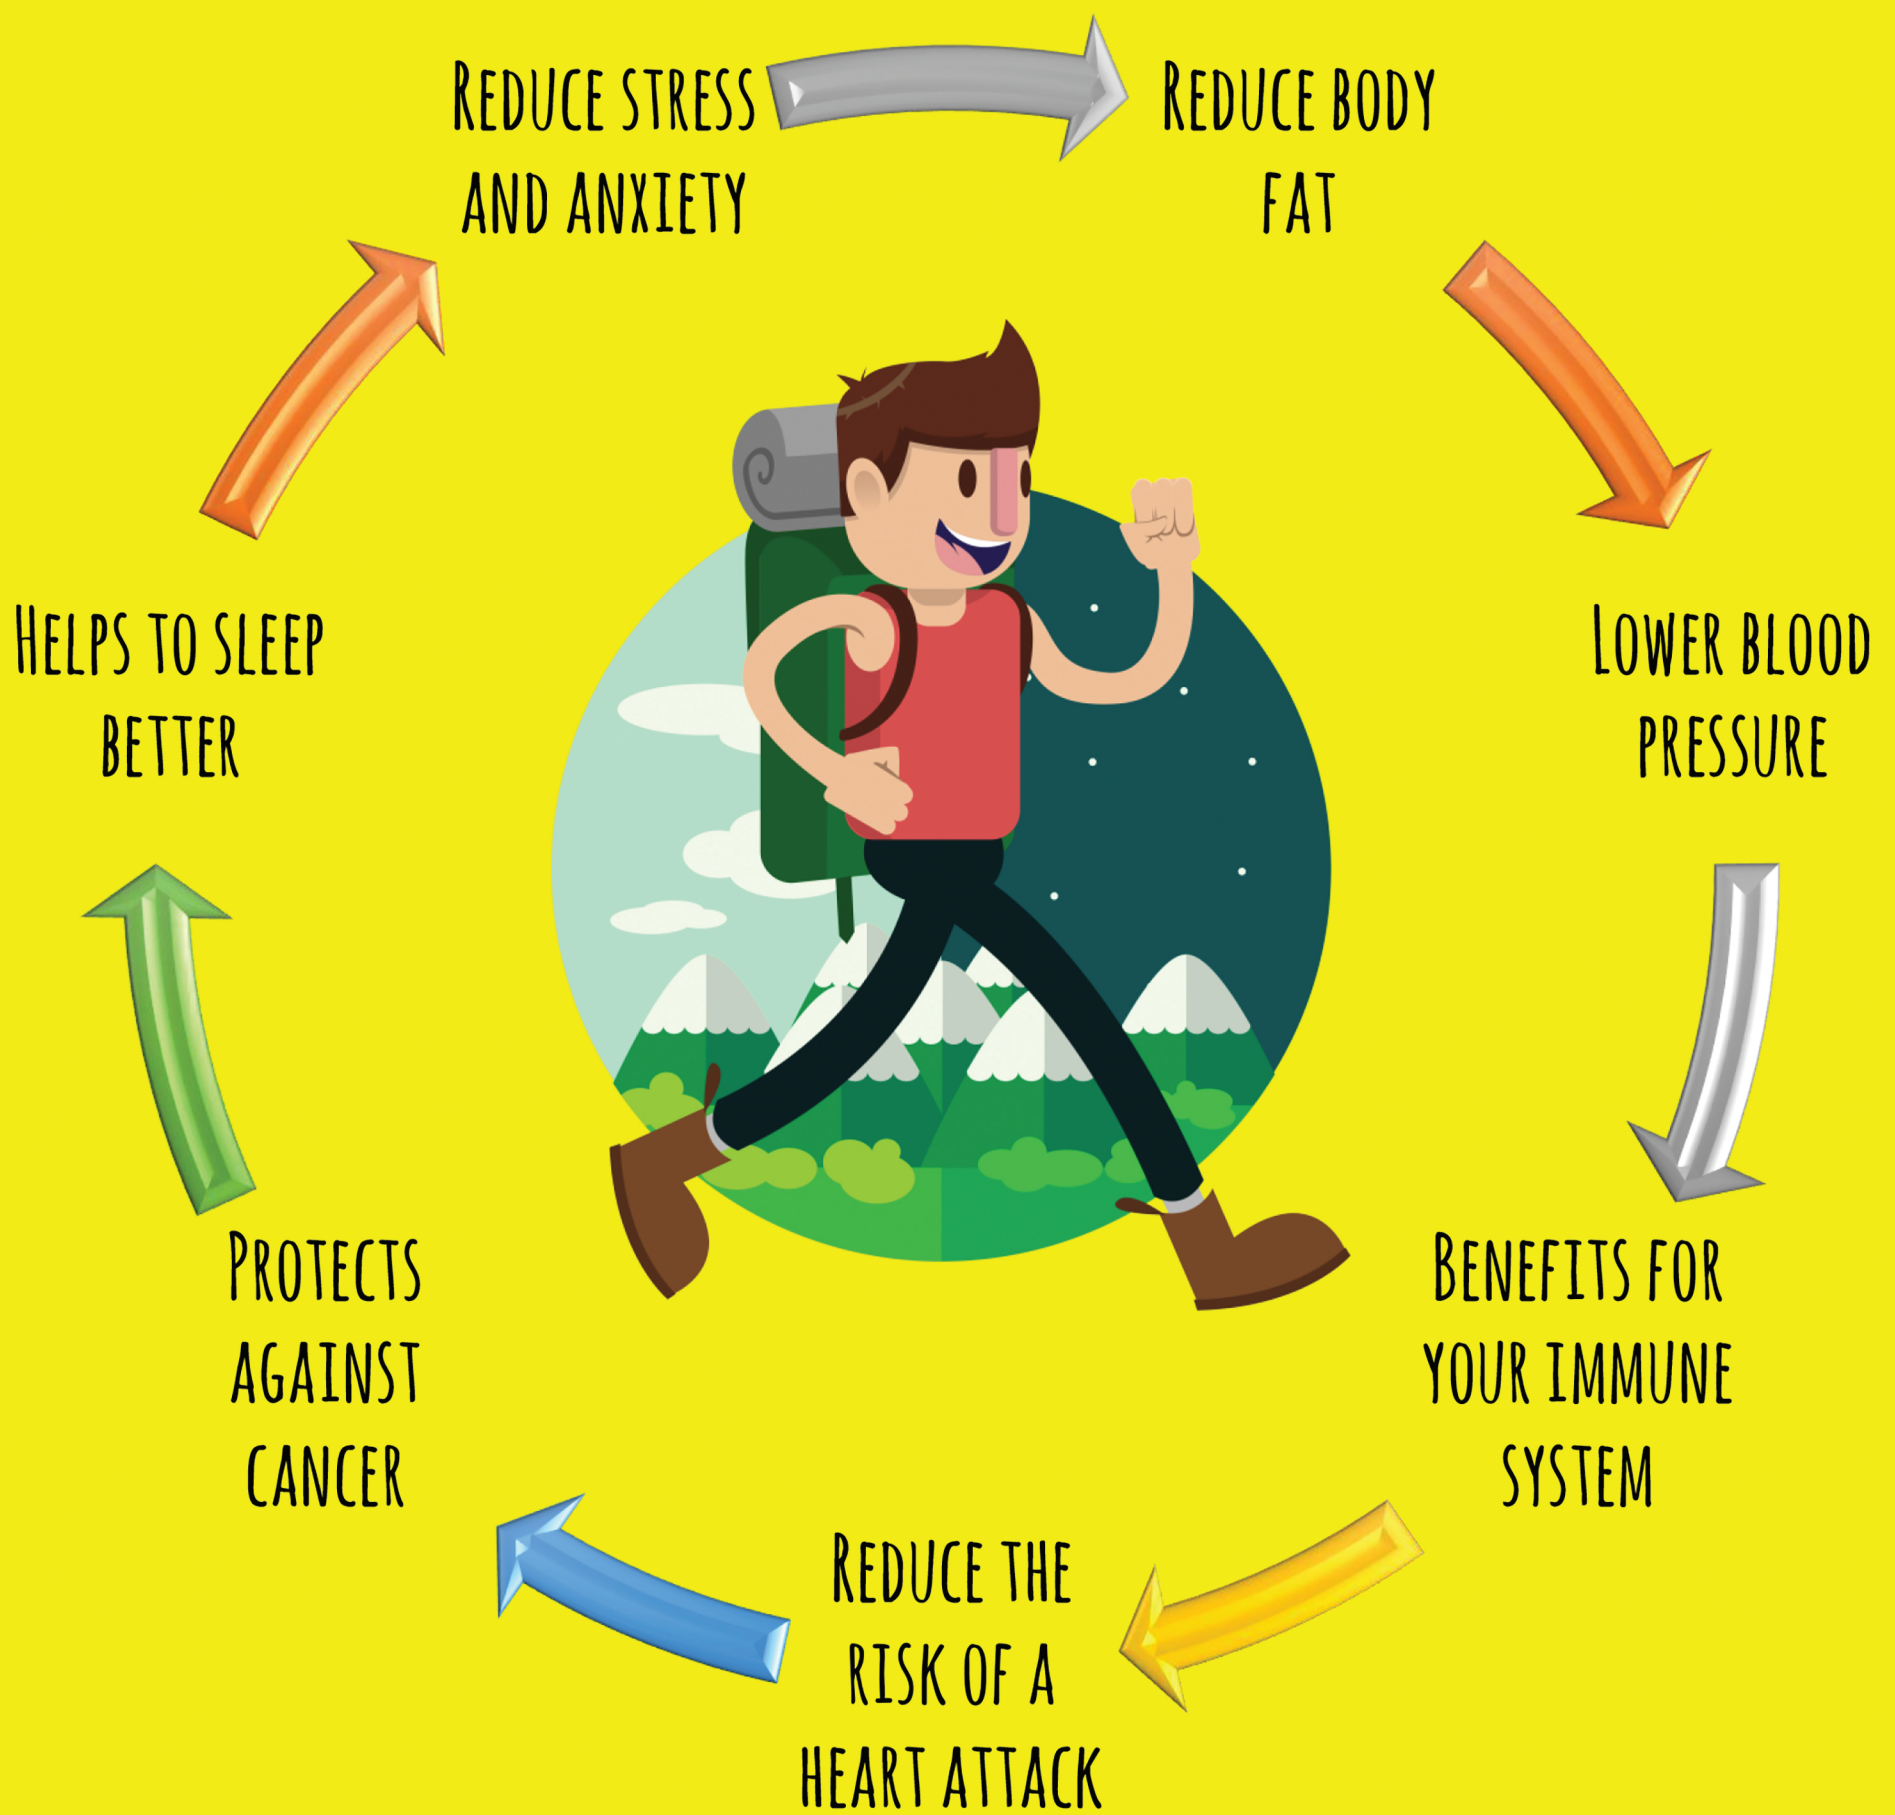 Reduce stress
and anxiety
Reduce body
fat
Lower blood
pressure
Benefits for
your immune
system
Reduce the
risk of a
heart attack
Protects
against
cancer
Helps to sleep
better